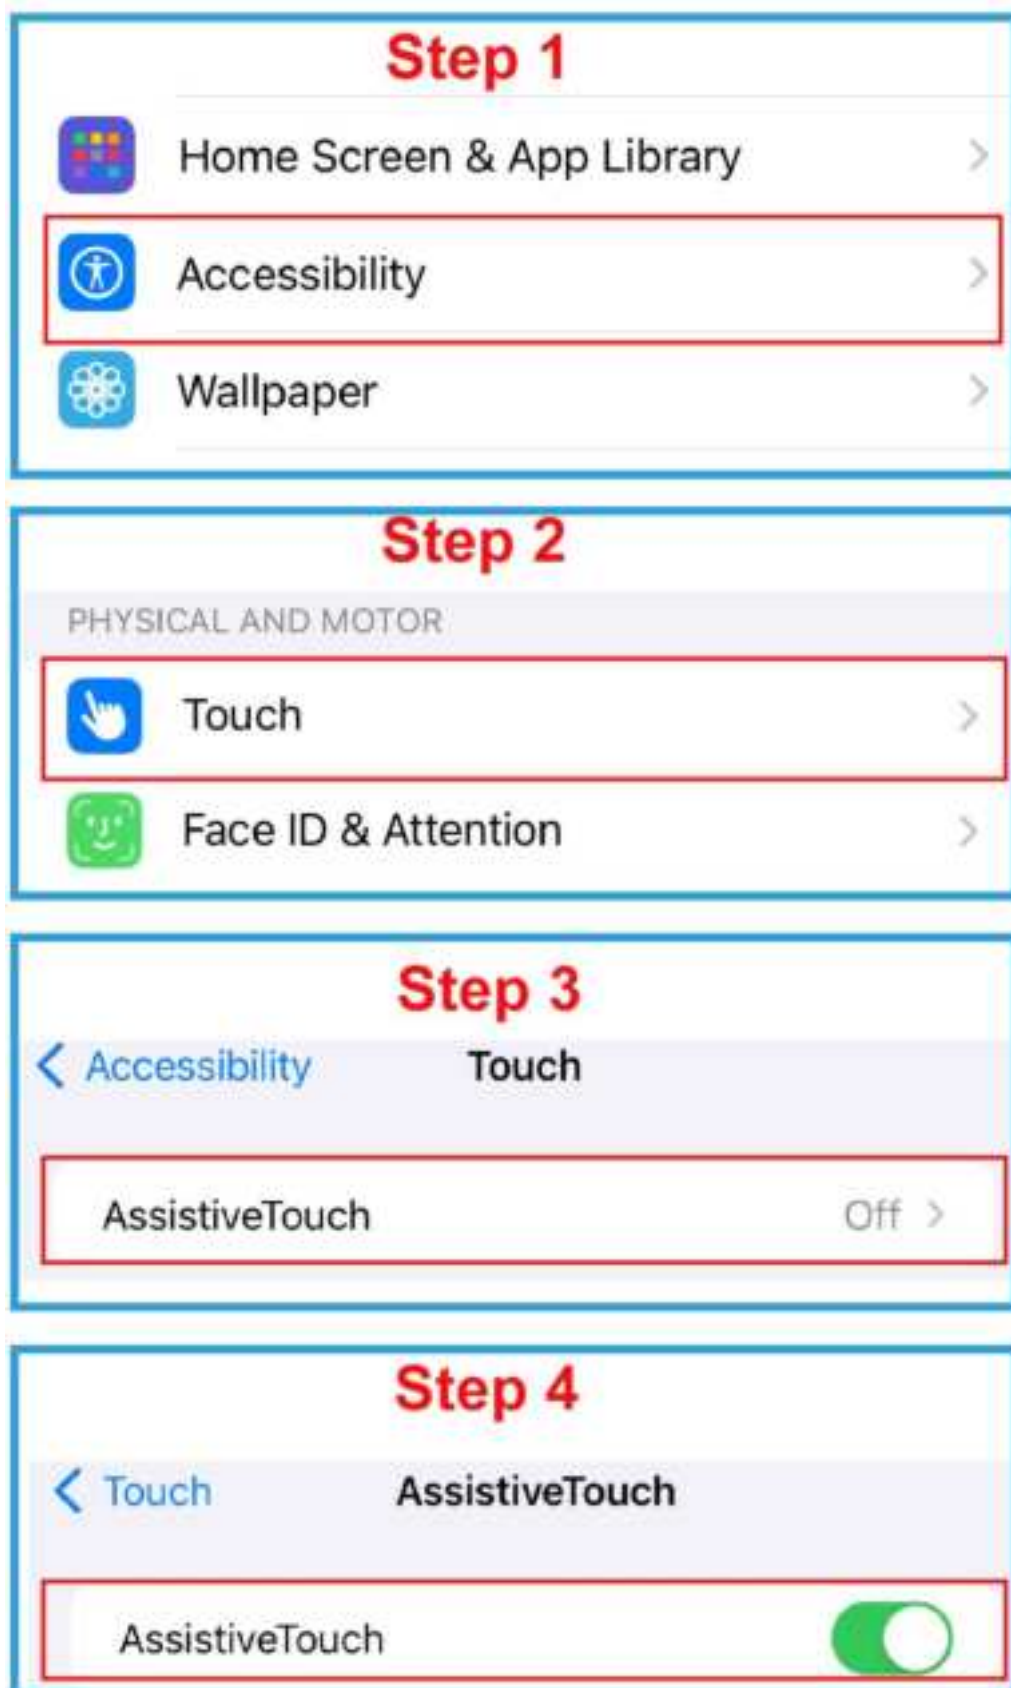 Step 1
Home Screen & App Library
Accessibility
Wallpaper
Step 2
PHYSICAL AND MOTOR
Touch
Face ID & Attention
Step 3
Accessibility Touch
AssistiveTouch Off
Step 4
Touch AssistiveTouch
AssistiveTouch